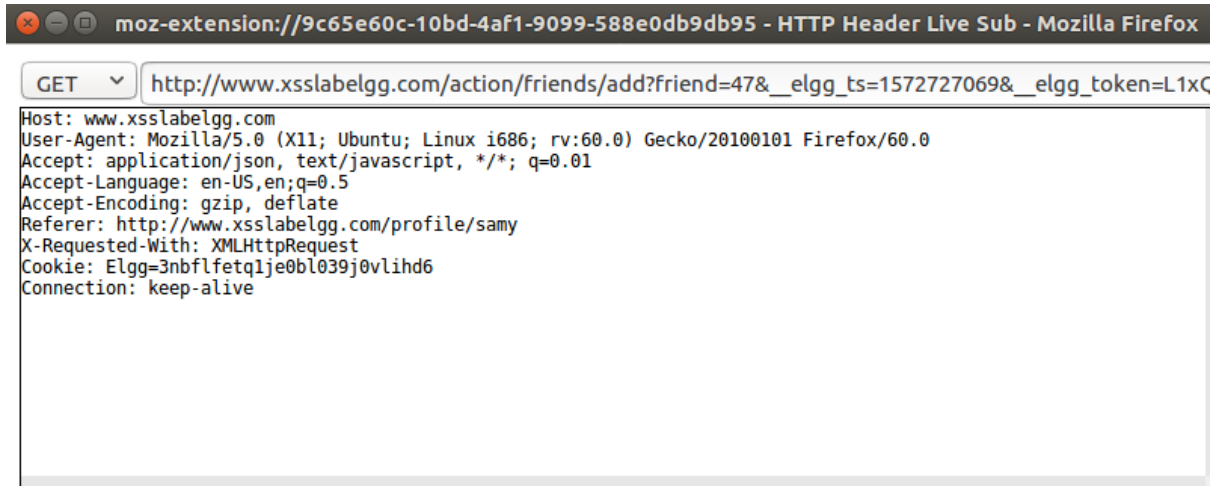 moz-extension://9c65e60c-10bd-4af1-9099-588e0db9db95 - HTTP Header Live Sub - Mozilla Firefox
GET http://www.xsslabelgg.com/action/friends/add?friend=47&__elgg_ts=1572727069&__elgg_token=L1xQ
Host: www.xsslabelgg.com
User-Agent: Mozilla/5.0 (X11; Ubuntu; Linux i686; rv:60.0) Gecko/20100101 Firefox/60.0
Accept: application/json, text/javascript, */*; q=0.01
Accept-Language: en-US,en;q=0.5
Accept-Encoding: gzip, deflate
Referer: http://www.xsslabelgg.com/profile/samy
X-Requested-With: XMLHttpRequest
Cookie: Elgg=3nbflfetq1je0bl039j0vlihd6
Connection: keep-alive